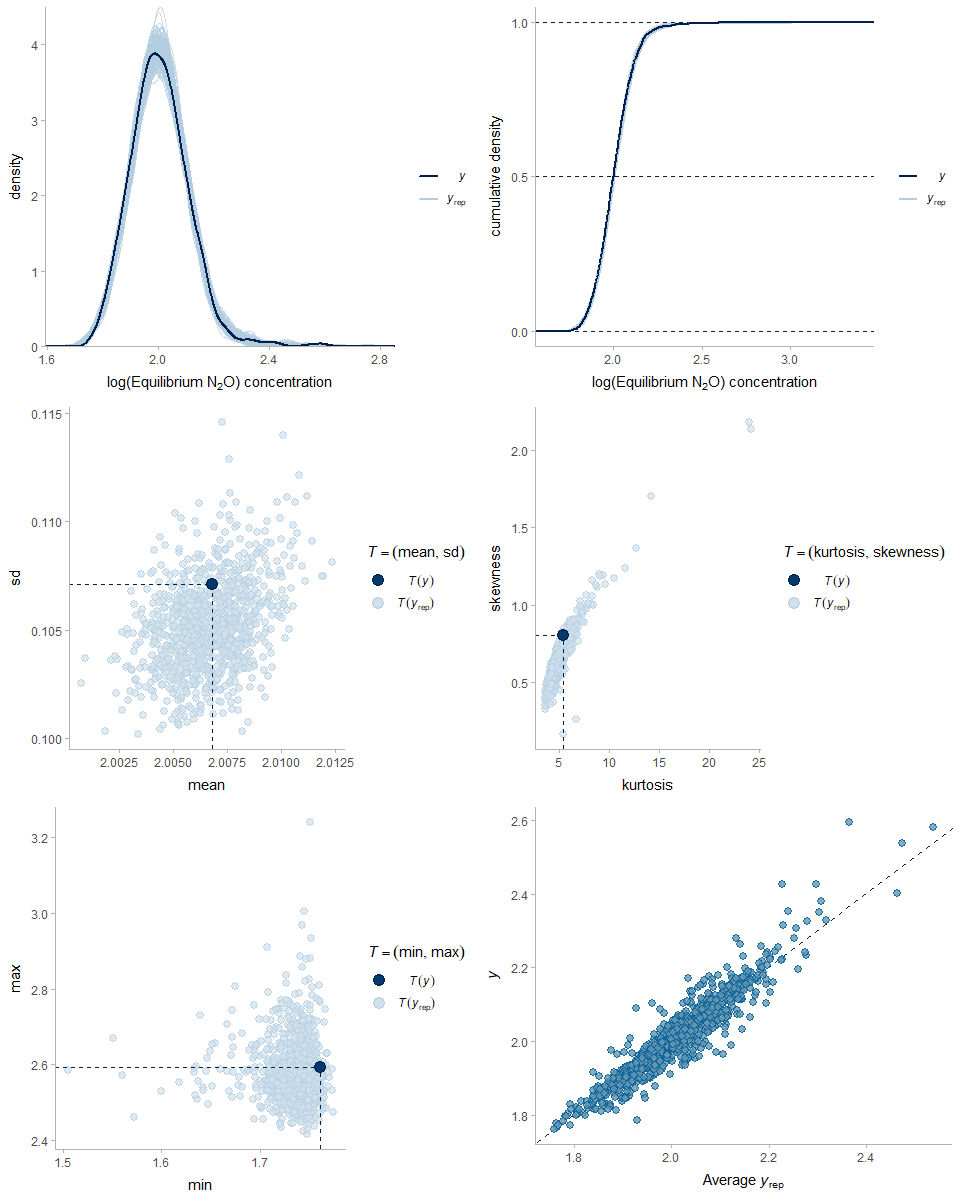 density
4
3
2
1
0
1.6
2.0
2.4
2.8
log(Equilibrium N₂O) concentration
y
yrep
cumulative density
1.0
0.5
0.0
2.0
2.5
3.0
log(Equilibrium N₂O) concentration
y
yrep
sd
0.115
0.110
0.105
0.100
2.0025
2.0050
2.0075
2.0100
2.0125
mean
T = (mean, sd)
T(y)
T(yrep)
skewness
2.0
1.5
1.0
0.5
5
10
15
20
25
kurtosis
T = (kurtosis, skewness)
T(y)
T(yrep)
max
3.2
3.0
2.8
2.6
2.4
1.5
1.6
1.7
min
T = (min, max)
T(y)
T(yrep)
y
2.6
2.4
2.2
2.0
1.8
1.8
2.0
2.2
2.4
Average yrep